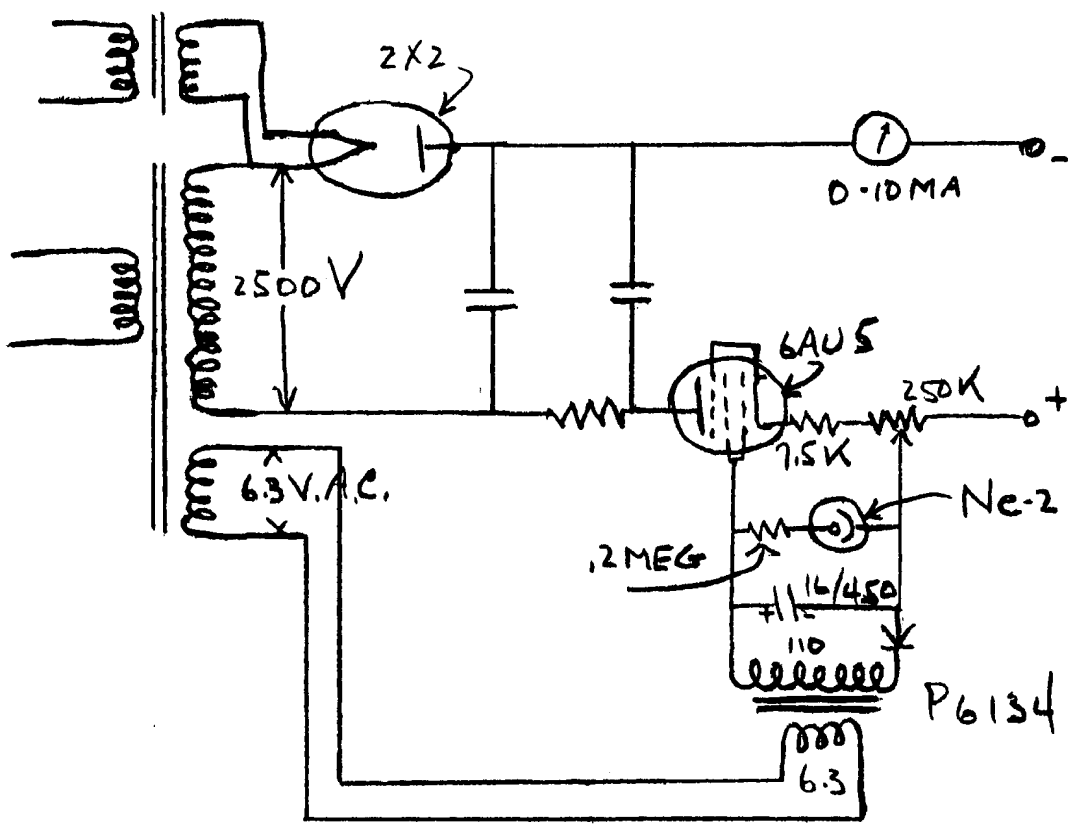 2X2
-
0-10MA
2500V
6AU5
250K
+
7.5K
6.3V.A.C.
Ne-2
.2MEG
16/450
+ -
110
P6134
6.3